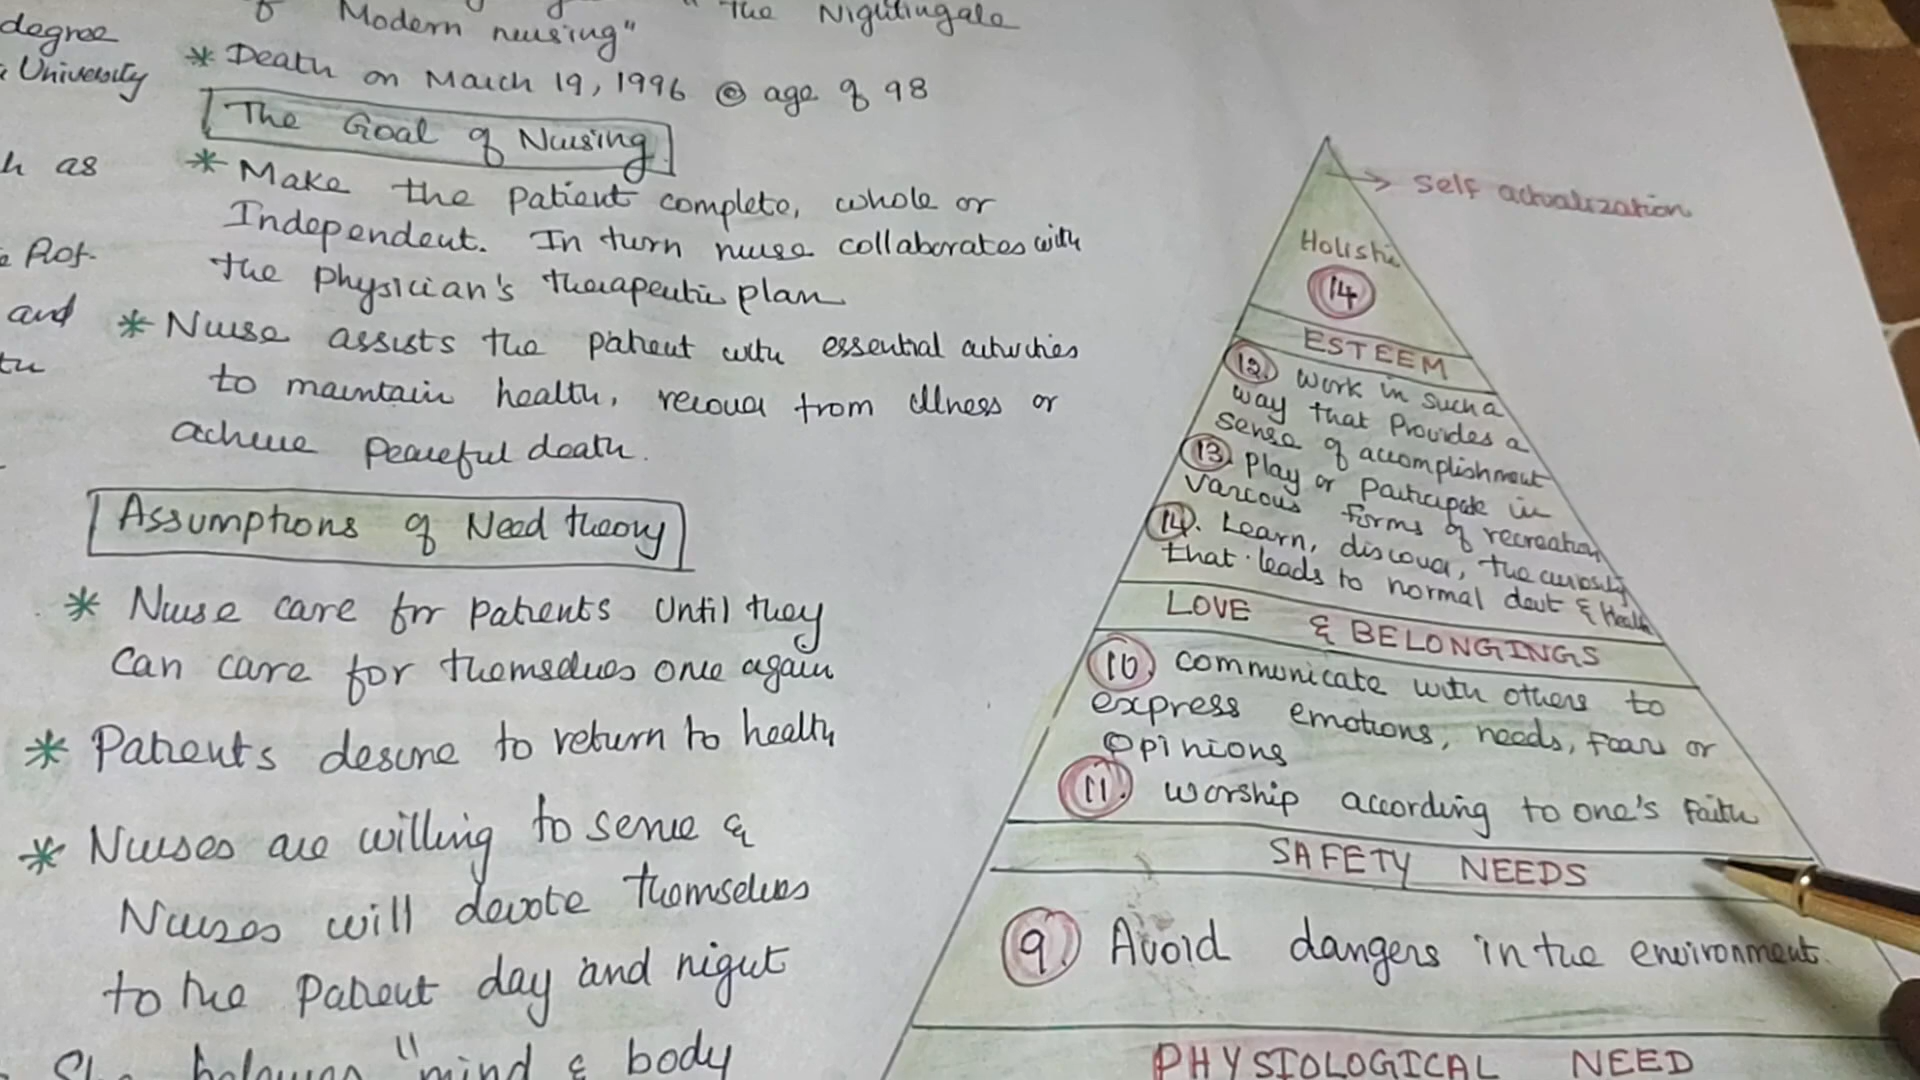 degree
University
h as
Prof.
and
Modern nursing" "The Nightingale
* Death on March 19, 1996 @ age of 98
The Goal of Nursing
* Make the patient complete, whole or
Independent. In turn nurse collaborates with
the physician's therapeutic plan
* Nurse assists the patient with essential activities
to maintain health, recover from illness or
achieve peaceful death.
Assumptions of Need theory
* Nurse care for patients until they
can care for themselves once again
* Patients desire to return to health
* Nurses are willing to serve &
Nurses will devote themselves
to the patient day and night
"mind & body
→ Self actualization
Holistic
14
ESTEEM
12. Work in such a
way that provides a
sense of accomplishment
13. Play or participate in
various forms of recreation
14. Learn, discover, the curiosity
that leads to normal devt & Health
LOVE & BELONGINGS
10. communicate with others to
express emotions, needs, fears or
opinions
11. worship according to one's faith
SAFETY NEEDS
9. Avoid dangers in the environment.
PHYSIOLOGICAL NEED